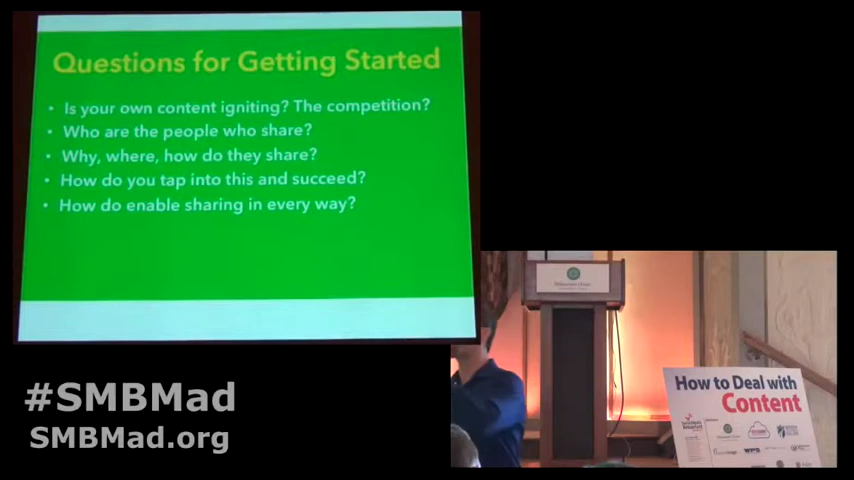 Questions for Getting Started
• Is your own content igniting? The competition?
• Who are the people who share?
• Why, where, how do they share?
• How do you tap into this and succeed?
• How do enable sharing in every way?
#SMBMad
SMBMad.org
How to Deal with
Content